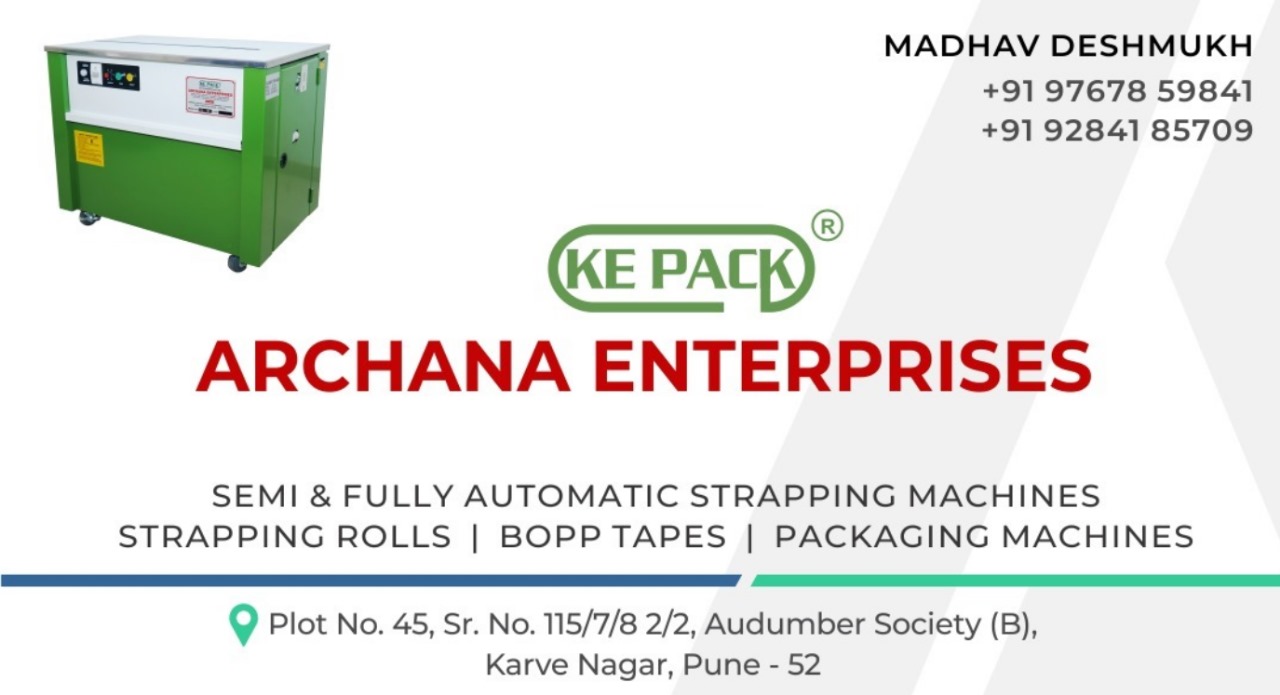 MADHAV DESHMUKH
+91 97678 59841
+91 92841 85709
KE PACK®
ARCHANA ENTERPRISES
SEMI & FULLY AUTOMATIC STRAPPING MACHINES
STRAPPING ROLLS | BOPP TAPES | PACKAGING MACHINES
Plot No. 45, Sr. No. 115/7/8 2/2, Audumber Society (B),
Karve Nagar, Pune - 52